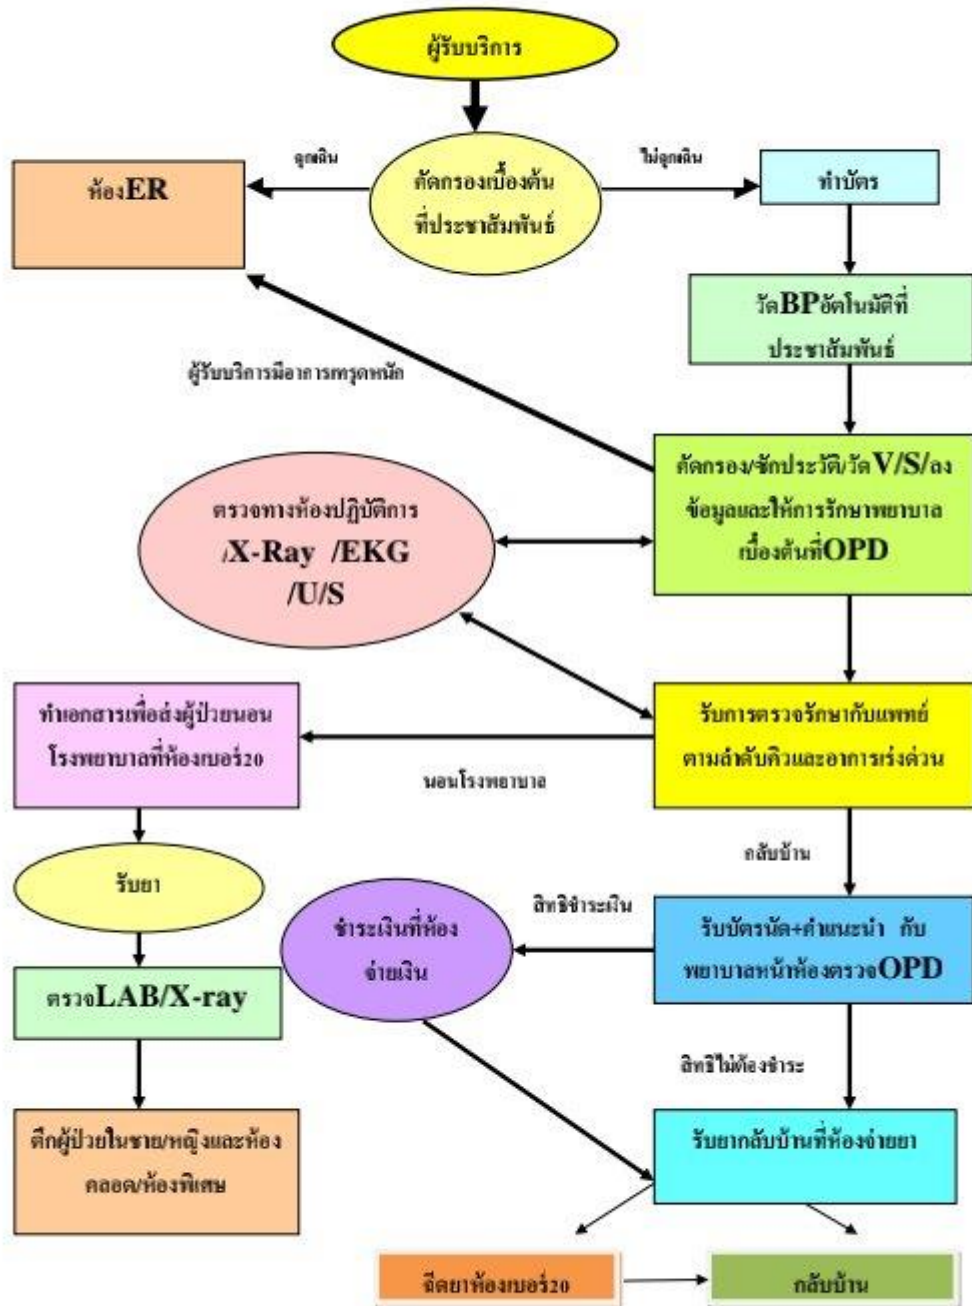 ผู้รับบริการ
ฉุกเฉิน
ไม่ฉุกเฉิน
ห้องER
คัดกรองเบื้องต้น
ที่ประชาสัมพันธ์
ทำบัตร
วัดBPอัตโนมัติที่
ประชาสัมพันธ์
ผู้รับบริการมีอาการทรุดหนัก
คัดกรอง/ซักประวัติ/วัดV/S/ลง
ข้อมูลและให้การรักษาพยาบาล
เบื้องต้นที่OPD
ตรวจทางห้องปฏิบัติการ
/X-Ray /EKG
/U/S
ทำเอกสารเพื่อส่งผู้ป่วยนอน
โรงพยาบาลที่ห้องเบอร์20
รับการตรวจรักษากับแพทย์
ตามลำดับคิวและอาการเร่งด่วน
นอนโรงพยาบาล
กลับบ้าน
รับยา
สิทธิชำระเงิน
ชำระเงินที่ห้อง
จ่ายเงิน
รับบัตรนัด+คำแนะนำ กับ
พยาบาลหน้าห้องตรวจOPD
ตรวจLAB/X-ray
สิทธิไม่ต้องชำระ
ตึกผู้ป่วยในชาย/หญิงและห้อง
คลอด/ห้องพิเศษ
รับยากลับบ้านที่ห้องจ่ายยา
ฉีดยาห้องเบอร์20
กลับบ้าน